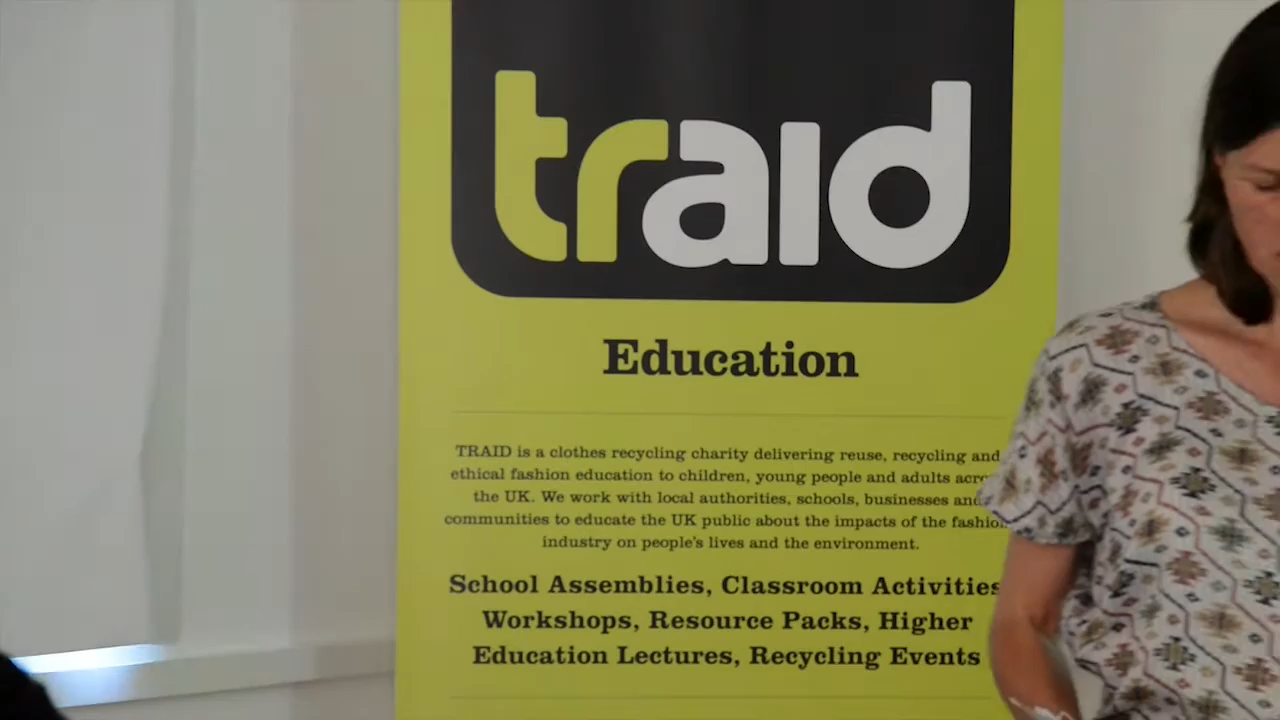 traid
Education
TRAID is a clothes recycling charity delivering reuse, recycling and
ethical fashion education to children, young people and adults
the UK. We work with local authorities, schools, businesses and
communities to educate the UK public about the impacts of the fashion
industry on people's lives and the environment.
School Assemblies, Classroom Activities
Workshops, Resource Packs, Higher
Education Lectures, Recycling Events